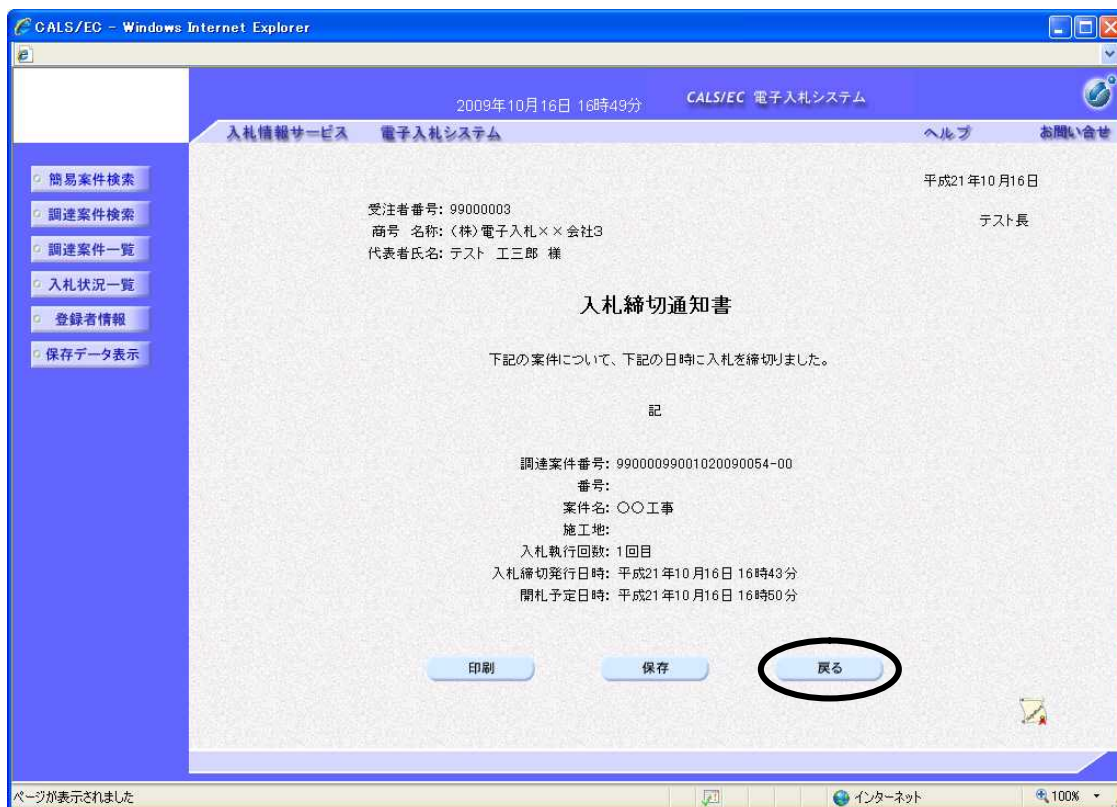 CALS/EC - Windows Internet Explorer
2009年10月16日 16時49分
CALS/EC 電子入札システム
入札情報サービス 電子入札システム ヘルプ お問い合せ
簡易案件検索
調達案件検索
調達案件一覧
入札状況一覧
登録者情報
保存データ表示
平成21年10月16日
受注者番号: 99000003
テスト長
商号 名称: (株)電子入札××会社3
代表者氏名: テスト 工三郎 様
入札締切通知書
下記の案件について、下記の日時に入札を締切りました。
記
調達案件番号: 99000099001020090054-00
番号:
案件名: 〇〇工事
施工地:
入札執行回数: 1回目
入札締切発行日時: 平成21年10月16日 16時43分
開札予定日時: 平成21年10月16日 16時50分
印刷 保存 戻る
ページが表示されました インターネット 100%